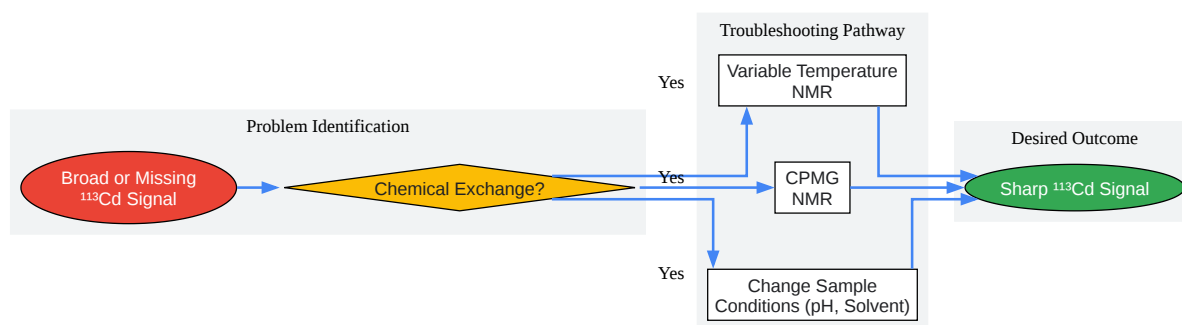 Problem Identification
Broad or Missing
¹¹³Cd Signal
Chemical Exchange?
Yes
Yes
Yes
Troubleshooting Pathway
Variable Temperature
NMR
CPMG
NMR
Change Sample
Conditions (pH, Solvent)
Desired Outcome
Sharp ¹¹³Cd Signal